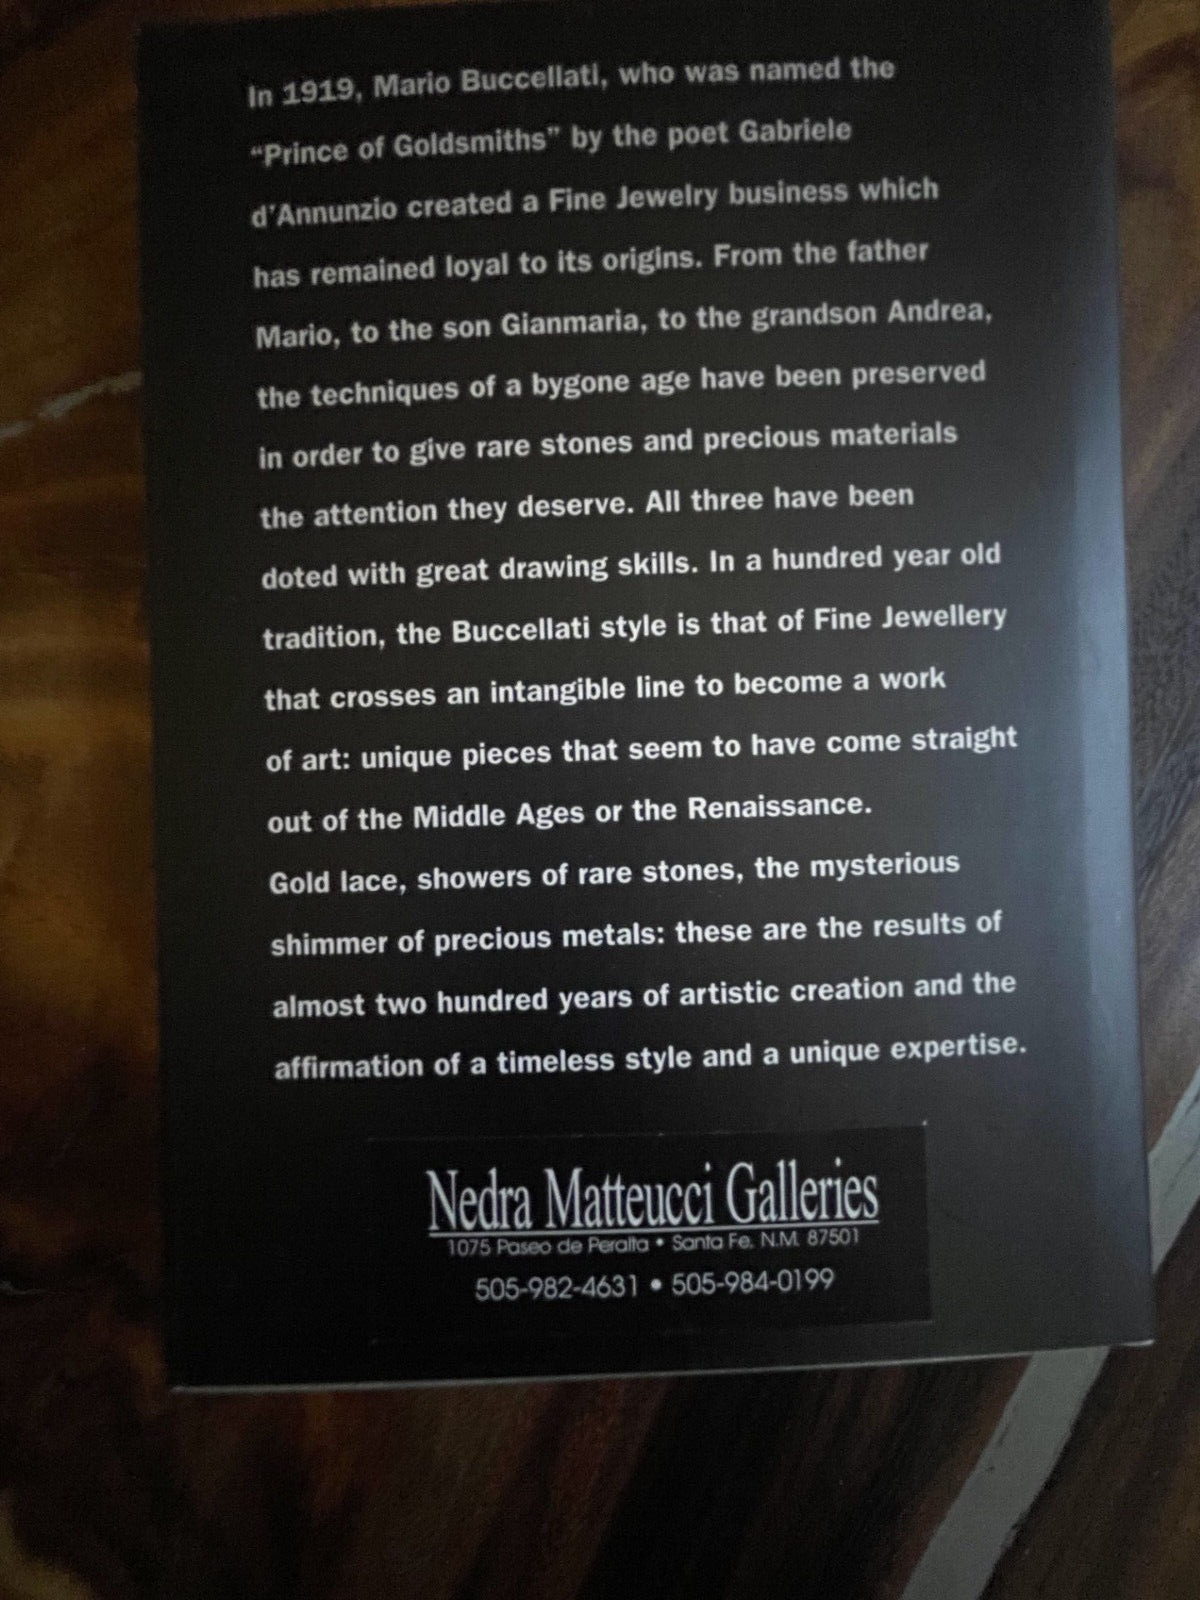 In 1919, Mario Buccellati, who was named the
“Prince of Goldsmiths” by the poet Gabriele
d’Annunzio created a Fine Jewelry business which
has remained loyal to its origins. From the father
Mario, to the son Gianmaria, to the grandson Andrea,
the techniques of a bygone age have been preserved
in order to give rare stones and precious materials
the attention they deserve. All three have been
doted with great drawing skills. In a hundred year old
tradition, the Buccellati style is that of Fine Jewellery
that crosses an intangible line to become a work
of art: unique pieces that seem to have come straight
out of the Middle Ages or the Renaissance.
Gold lace, showers of rare stones, the mysterious
shimmer of precious metals: these are the results of
almost two hundred years of artistic creation and the
affirmation of a timeless style and a unique expertise.
Nedra Matteucci Galleries
1075 Paseo de Peralta • Santa Fe, N.M. 87501
505-982-4631 • 505-984-0199